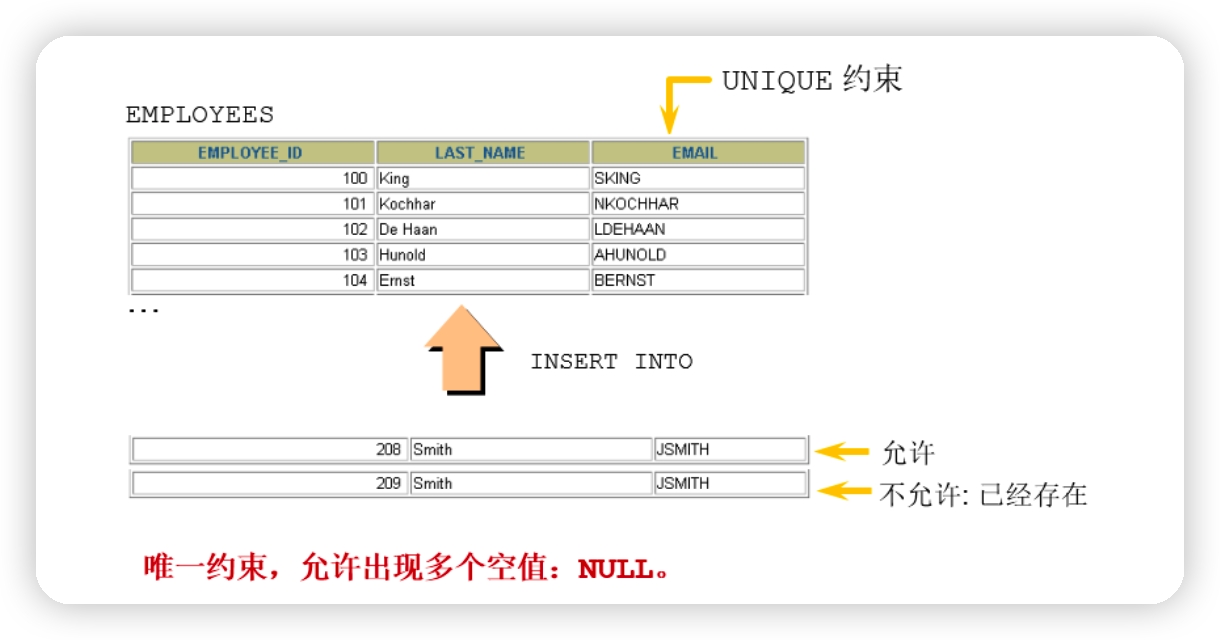 UNIQUE 约束
EMPLOYEES
EMPLOYEE_ID LAST_NAME EMAIL
100 King SKING
101 Kochhar NKOCHHAR
102 De Haan LDEHAAN
103 Hunold AHUNOLD
104 Ernst BERNST
...
INSERT INTO
208 Smith JSMITH 允许
209 Smith JSMITH 不允许: 已经存在
唯一约束，允许出现多个空值：NULL。